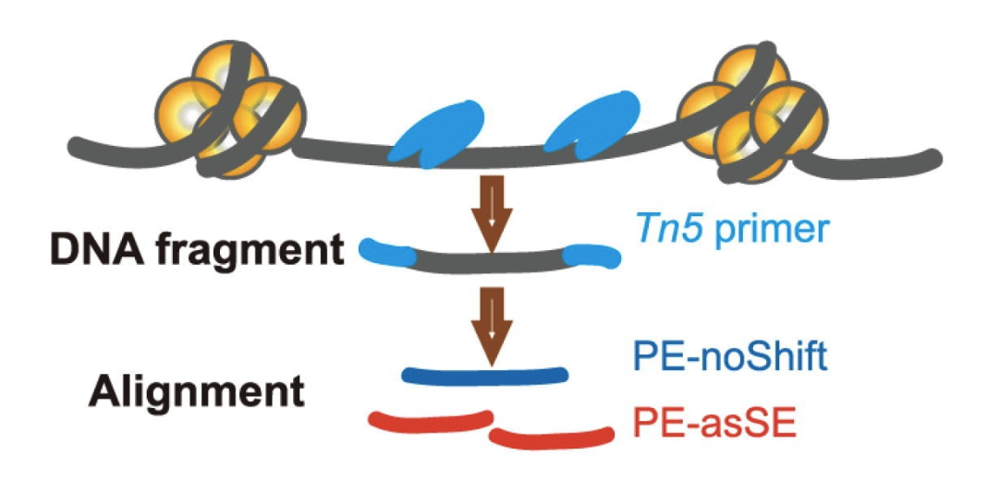 Tn5 primer
DNA fragment
PE-noShift
Alignment
PE-asSE